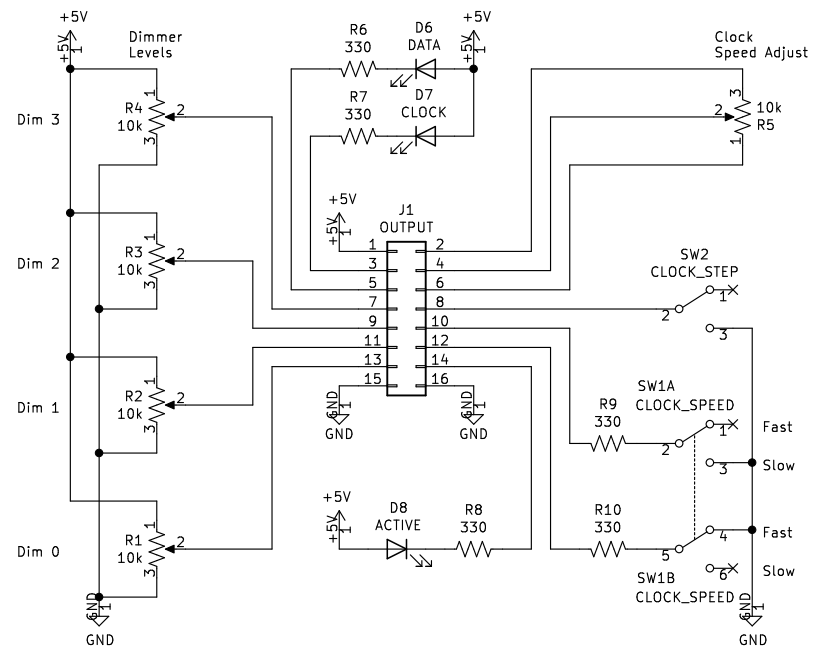 +5V
+5V
1
Dimmer
Levels
Dim 3
R4
10k
1
2
3
Dim 2
R3
10k
1
2
3
Dim 1
R2
10k
1
2
3
Dim 0
R1
10k
1
2
3
GND
1
GND
R6
330
D6
DATA
R7
330
D7
CLOCK
+5V
+5V
1
Clock
Speed Adjust
3
2
1
10k
R5
+5V
+5V
1
J1
OUTPUT
1 2
3 4
5 6
7 8
9 10
11 12
13 14
15 16
GND
1
GND
GND
1
GND
SW2
CLOCK_STEP
1
2
3
SW1A
CLOCK_SPEED
R9
330
1
2
3
Fast
Slow
+5V
+5V
1
D8
ACTIVE
R8
330
R10
330
4
5
6
Fast
Slow
SW1B
CLOCK_SPEED
GND
1
GND